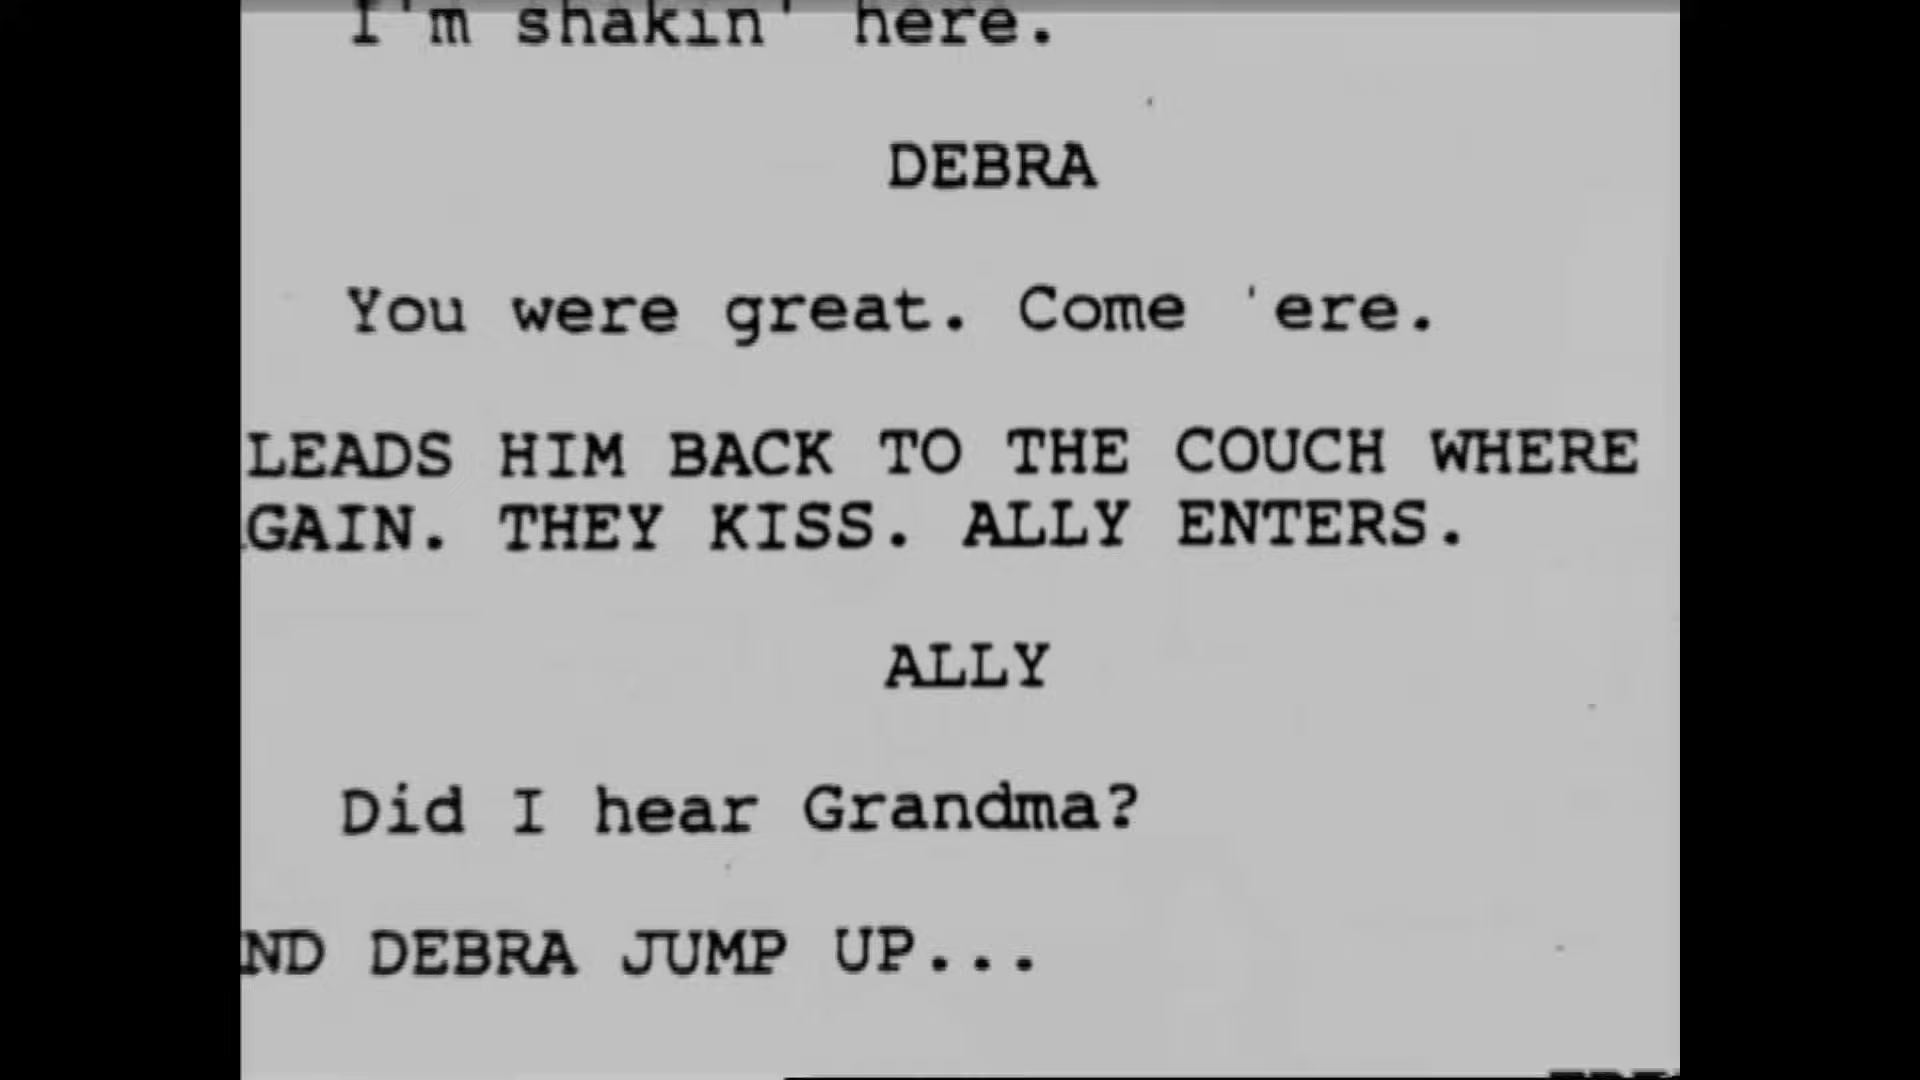 I'm shakin' here.
DEBRA
You were great. Come 'ere.
LEADS HIM BACK TO THE COUCH WHERE
GAIN. THEY KISS. ALLY ENTERS.
ALLY
Did I hear Grandma?
ND DEBRA JUMP UP...